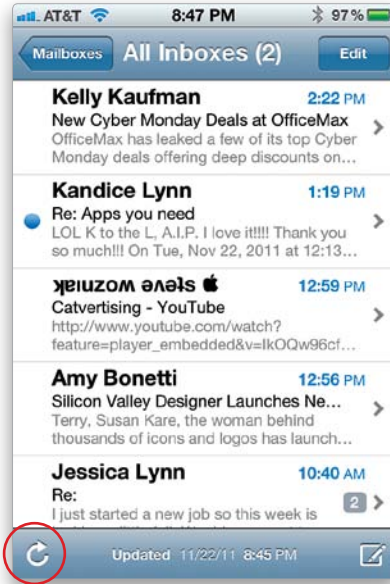 AT&T 8:47 PM 97%
Mailboxes All Inboxes (2) Edit
Kelly Kaufman 2:22 PM
New Cyber Monday Deals at OfficeMax
OfficeMax has leaked a few of its top Cyber
Monday deals offering deep discounts on...
Kandice Lynn 1:19 PM
Re: Apps you need
LOL K to the L, A.I.P. I love it!!!! Thank you
so much!!! On Tue, Nov 22, 2011 at 12:13...
ʞɐıuzoʍ ǝʌǝʇs 12:59 PM
Catvertising - YouTube
http://www.youtube.com/watch?
feature=player_embedded&v=IkOQw96cf...
Amy Bonetti 12:56 PM
Silicon Valley Designer Launches Ne...
Terry, Susan Kare, the woman behind
thousands of icons and logos has launch...
Jessica Lynn 10:40 AM
Re:
I just started a new job so this week is 2
Updated 11/22/11 8:45 PM